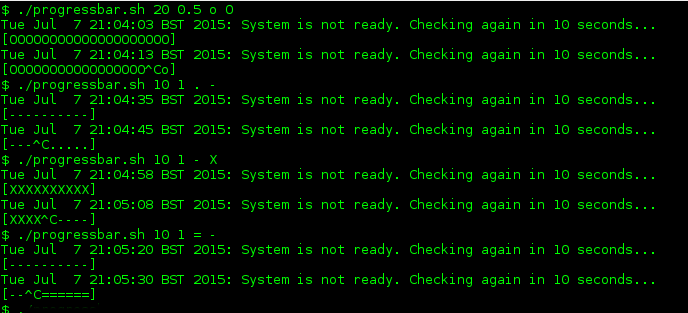 $ ./progressbar.sh 20 0.5 o O
Tue Jul  7 21:04:03 BST 2015: System is not ready. Checking again in 10 seconds...
[OOOOOOOOOOOOOOOOOOOO]
Tue Jul  7 21:04:13 BST 2015: System is not ready. Checking again in 10 seconds...
[OOOOOOOOOOOOOOOOO^Co]
$ ./progressbar.sh 10 1 . -
Tue Jul  7 21:04:35 BST 2015: System is not ready. Checking again in 10 seconds...
[----------]
Tue Jul  7 21:04:45 BST 2015: System is not ready. Checking again in 10 seconds...
[---^C.....]
$ ./progressbar.sh 10 1 - X
Tue Jul  7 21:04:58 BST 2015: System is not ready. Checking again in 10 seconds...
[XXXXXXXXXX]
Tue Jul  7 21:05:08 BST 2015: System is not ready. Checking again in 10 seconds...
[XXXX^C----]
$ ./progressbar.sh 10 1 = -
Tue Jul  7 21:05:20 BST 2015: System is not ready. Checking again in 10 seconds...
[----------]
Tue Jul  7 21:05:30 BST 2015: System is not ready. Checking again in 10 seconds...
[--^C======]
$